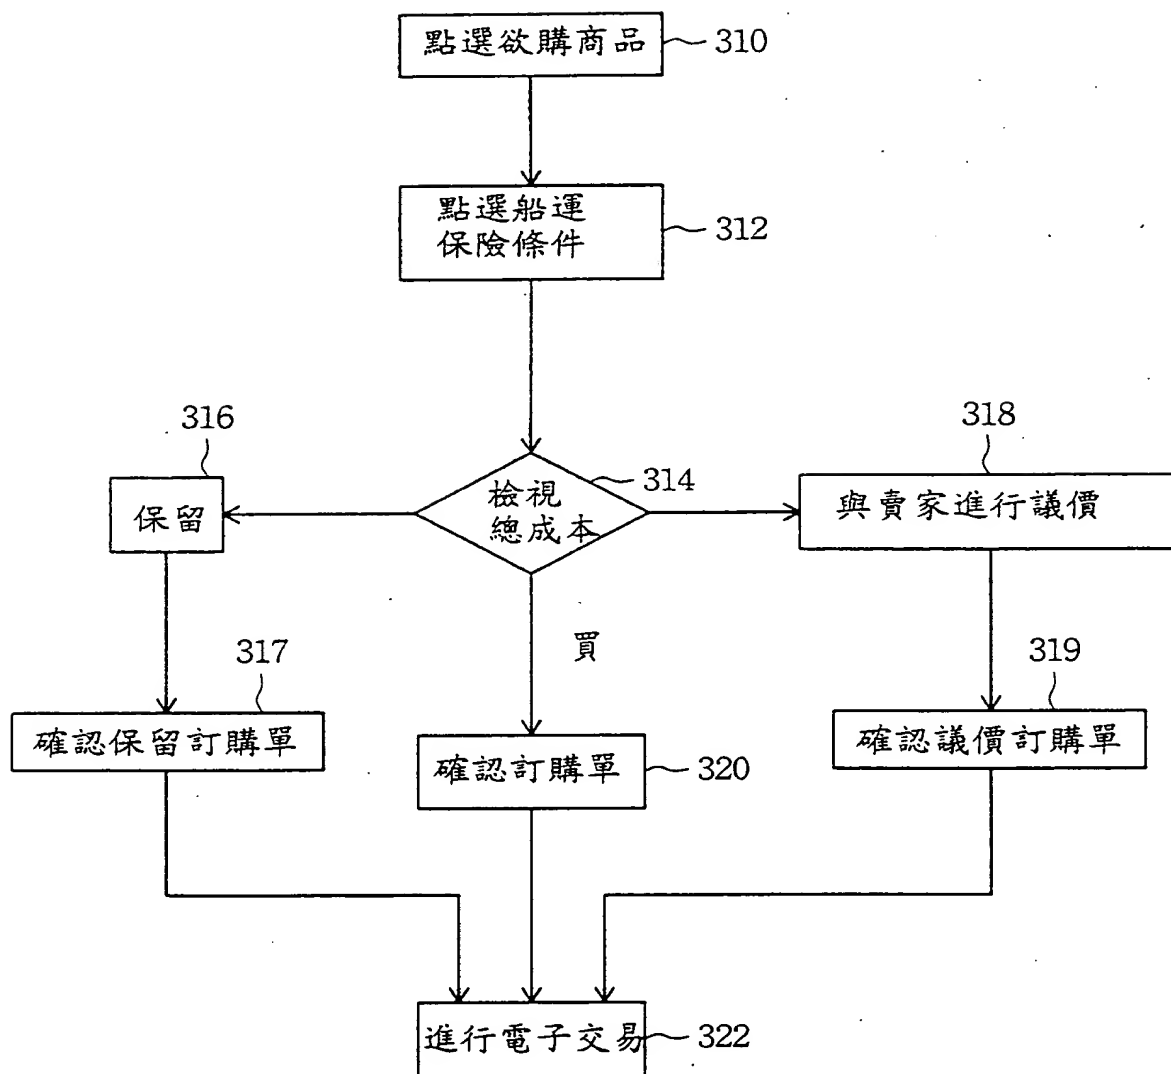 點選欲購商品
310
點選船運
保險條件
312
316
318
314
檢視
總成本
保留
與賣家進行議價
買
317
319
確認保留訂購單
確認訂購單
320
確認議價訂購單
進行電子交易
322